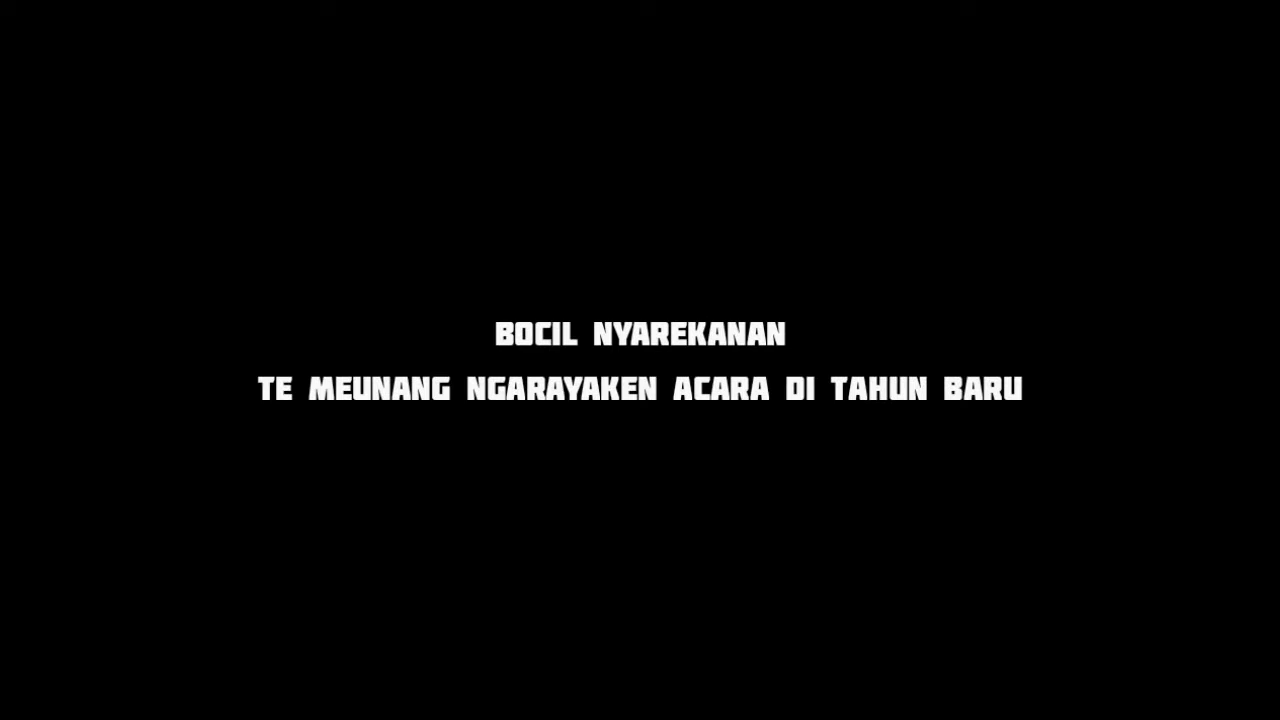 BOCIL NYAREKANAN
TE MEUNANG NGARAYAKEN ACARA DI TAHUN BARU